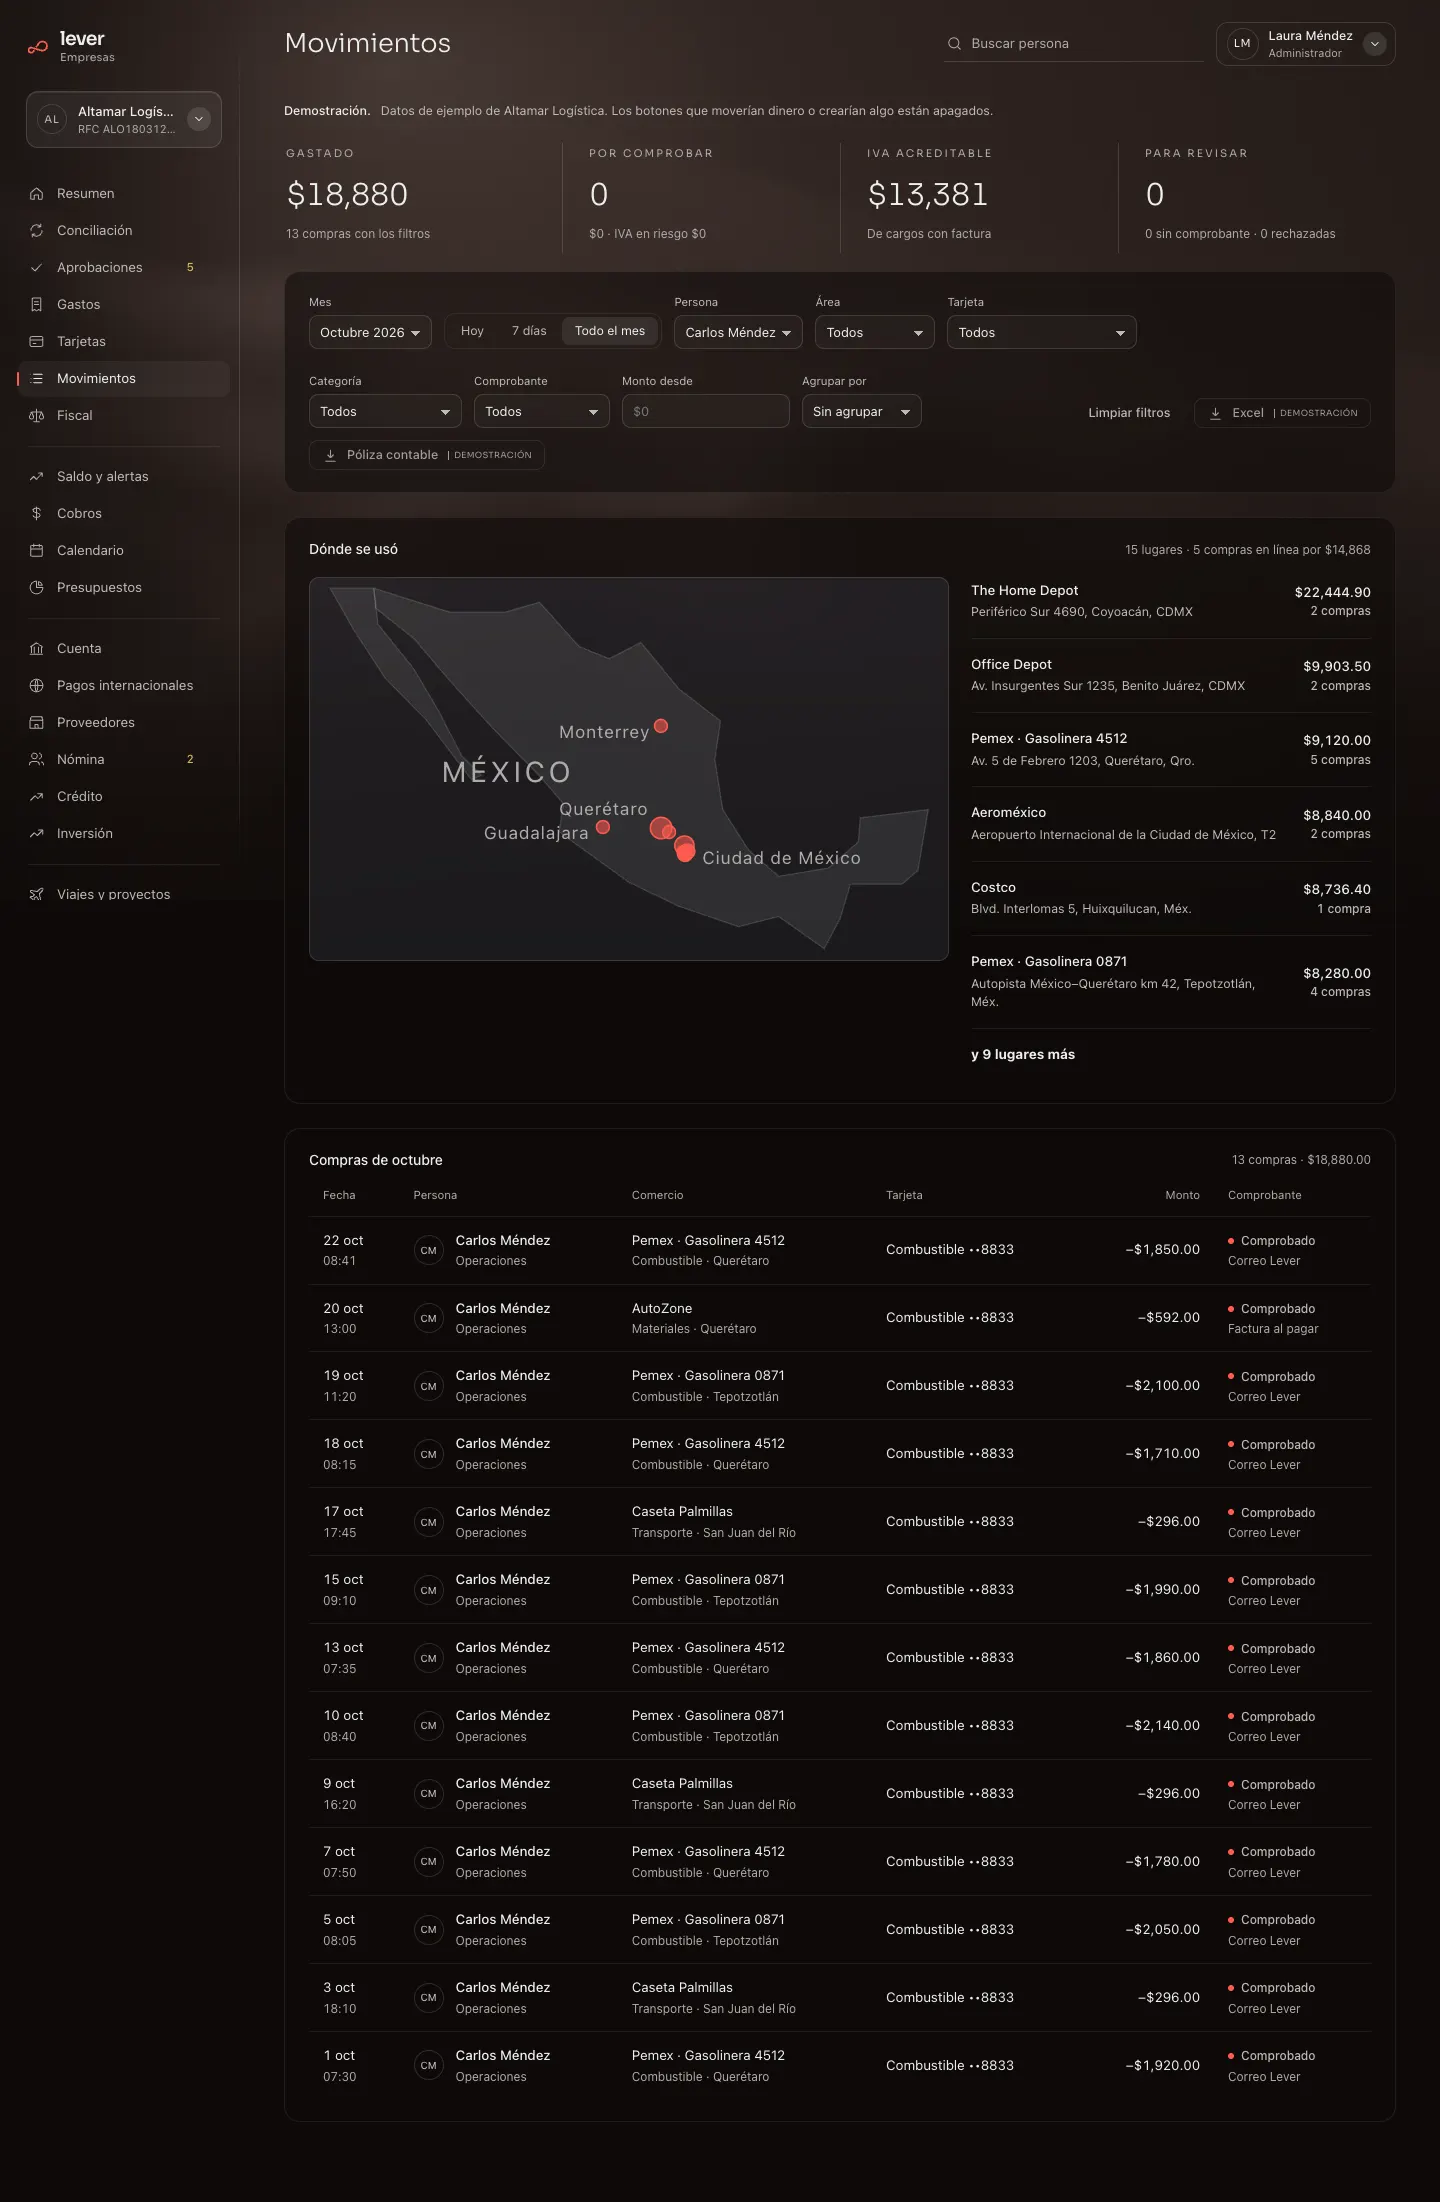 lever
Empresas
AL
Altamar Logís...
RFC ALO180312...
Resumen
Conciliación
Aprobaciones 5
Gastos
Tarjetas
Movimientos
Fiscal
Saldo y alertas
Cobros
Calendario
Presupuestos
Cuenta
Pagos internacionales
Proveedores
Nómina 2
Crédito
Inversión
Viajes y proyectos
Movimientos
Buscar persona
LM
Laura Méndez
Administrador
Demostración. Datos de ejemplo de Altamar Logística. Los botones que moverían dinero o crearían algo están apagados.
GASTADO
$18,880
13 compras con los filtros
POR COMPROBAR
0
$0 · IVA en riesgo $0
IVA ACREDITABLE
$13,381
De cargos con factura
PARA REVISAR
0
0 sin comprobante · 0 rechazadas
Mes
Octubre 2026
Hoy 7 días Todo el mes
Persona
Carlos Méndez
Área
Todos
Tarjeta
Todos
Categoría
Todos
Comprobante
Todos
Monto desde
$0
Agrupar por
Sin agrupar
Limpiar filtros
Excel | DEMOSTRACIÓN
Póliza contable | DEMOSTRACIÓN
Dónde se usó
15 lugares · 5 compras en línea por $14,868
Monterrey
MÉXICO
Querétaro
Guadalajara
Ciudad de México
The Home Depot $22,444.90
Periférico Sur 4690, Coyoacán, CDMX 2 compras
Office Depot $9,903.50
Av. Insurgentes Sur 1235, Benito Juárez, CDMX 2 compras
Pemex · Gasolinera 4512 $9,120.00
Av. 5 de Febrero 1203, Querétaro, Qro. 5 compras
Aeroméxico $8,840.00
Aeropuerto Internacional de la Ciudad de México, T2 2 compras
Costco $8,736.40
Blvd. Interlomas 5, Huixquilucan, Méx. 1 compra
Pemex · Gasolinera 0871 $8,280.00
Autopista México–Querétaro km 42, Tepotzotlán, 4 compras
Méx.
y 9 lugares más
Compras de octubre 13 compras · $18,880.00
Fecha Persona Comercio Tarjeta Monto Comprobante
22 oct CM Carlos Méndez Pemex · Gasolinera 4512 Combustible ••8833 –$1,850.00 Comprobado
08:41 Operaciones Combustible · Querétaro Correo Lever
20 oct CM Carlos Méndez AutoZone Combustible ••8833 –$592.00 Comprobado
13:00 Operaciones Materiales · Querétaro Factura al pagar
19 oct CM Carlos Méndez Pemex · Gasolinera 0871 Combustible ••8833 –$2,100.00 Comprobado
11:20 Operaciones Combustible · Tepotzotlán Correo Lever
18 oct CM Carlos Méndez Pemex · Gasolinera 4512 Combustible ••8833 –$1,710.00 Comprobado
08:15 Operaciones Combustible · Querétaro Correo Lever
17 oct CM Carlos Méndez Caseta Palmillas Combustible ••8833 –$296.00 Comprobado
17:45 Operaciones Transporte · San Juan del Río Correo Lever
15 oct CM Carlos Méndez Pemex · Gasolinera 0871 Combustible ••8833 –$1,990.00 Comprobado
09:10 Operaciones Combustible · Tepotzotlán Correo Lever
13 oct CM Carlos Méndez Pemex · Gasolinera 4512 Combustible ••8833 –$1,860.00 Comprobado
07:35 Operaciones Combustible · Querétaro Correo Lever
10 oct CM Carlos Méndez Pemex · Gasolinera 0871 Combustible ••8833 –$2,140.00 Comprobado
08:40 Operaciones Combustible · Tepotzotlán Correo Lever
9 oct CM Carlos Méndez Caseta Palmillas Combustible ••8833 –$296.00 Comprobado
16:20 Operaciones Transporte · San Juan del Río Correo Lever
7 oct CM Carlos Méndez Pemex · Gasolinera 4512 Combustible ••8833 –$1,780.00 Comprobado
07:50 Operaciones Combustible · Querétaro Correo Lever
5 oct CM Carlos Méndez Pemex · Gasolinera 0871 Combustible ••8833 –$2,050.00 Comprobado
08:05 Operaciones Combustible · Tepotzotlán Correo Lever
3 oct CM Carlos Méndez Caseta Palmillas Combustible ••8833 –$296.00 Comprobado
18:10 Operaciones Transporte · San Juan del Río Correo Lever
1 oct CM Carlos Méndez Pemex · Gasolinera 4512 Combustible ••8833 –$1,920.00 Comprobado
07:30 Operaciones Combustible · Querétaro Correo Lever